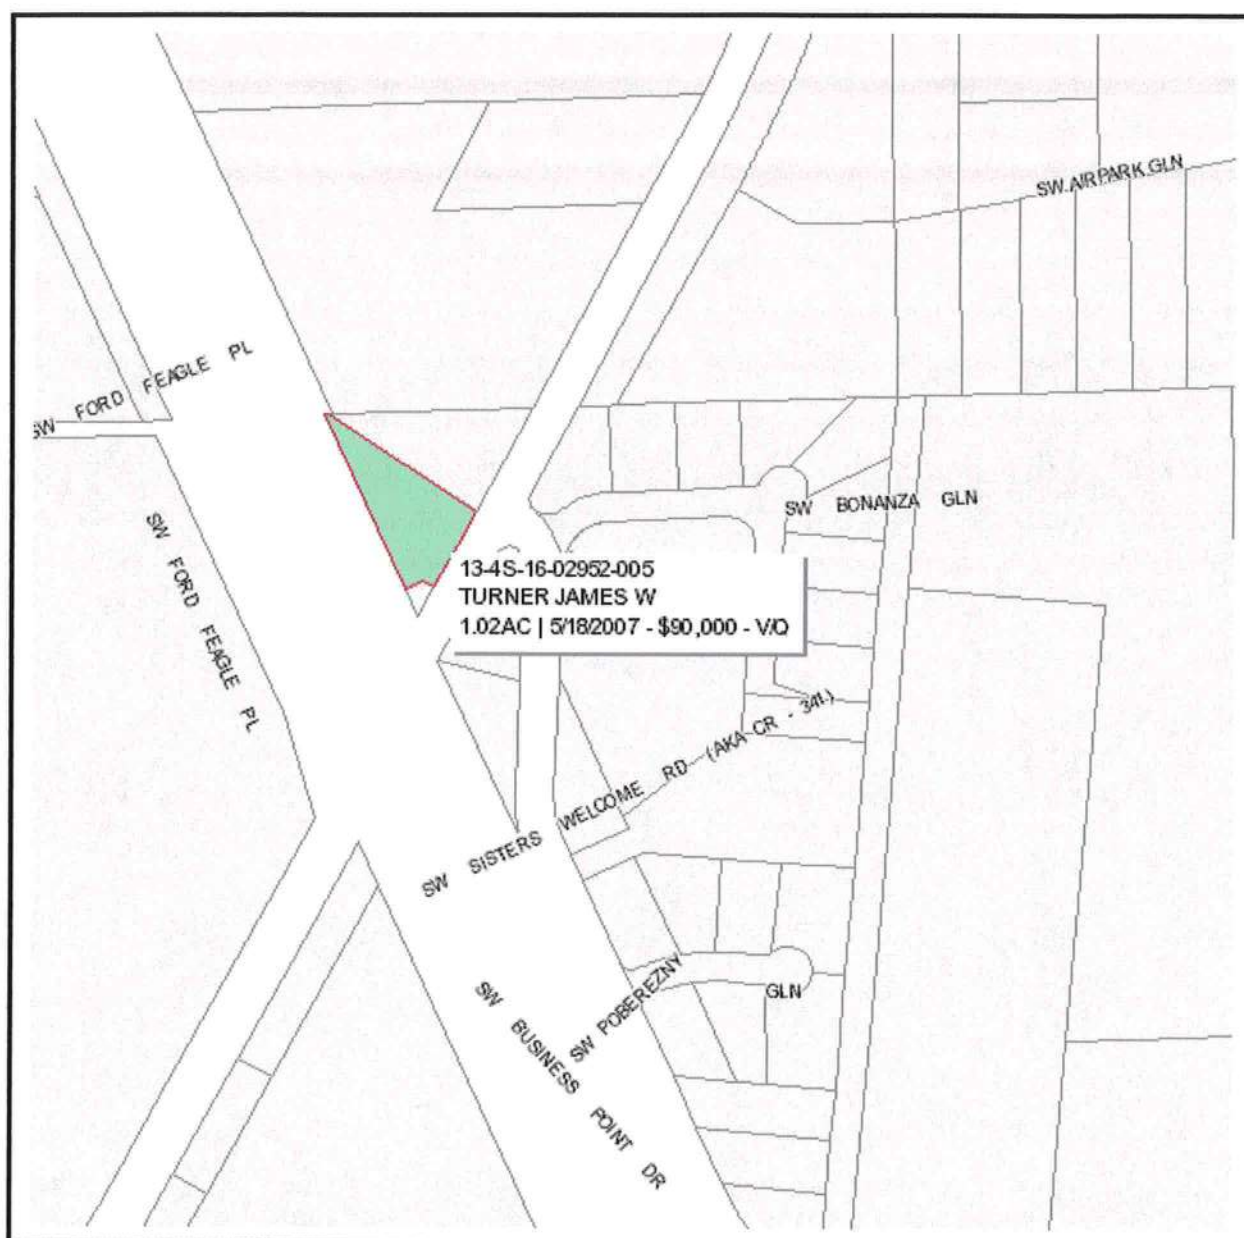 SW AIRPARK GLN
SW FORD FEAGLE PL
SW BONANZA GLN
SW FORD FEAGLE PL
13-4S-16-02952-005
TURNER JAMES W
1.02AC | 5/18/2007 - $90,000 - V/Q
SW SISTERS WELCOME RD (AKA CR - 341)
SW POBEREZNY GLN
SW BUSINESS POINT DR